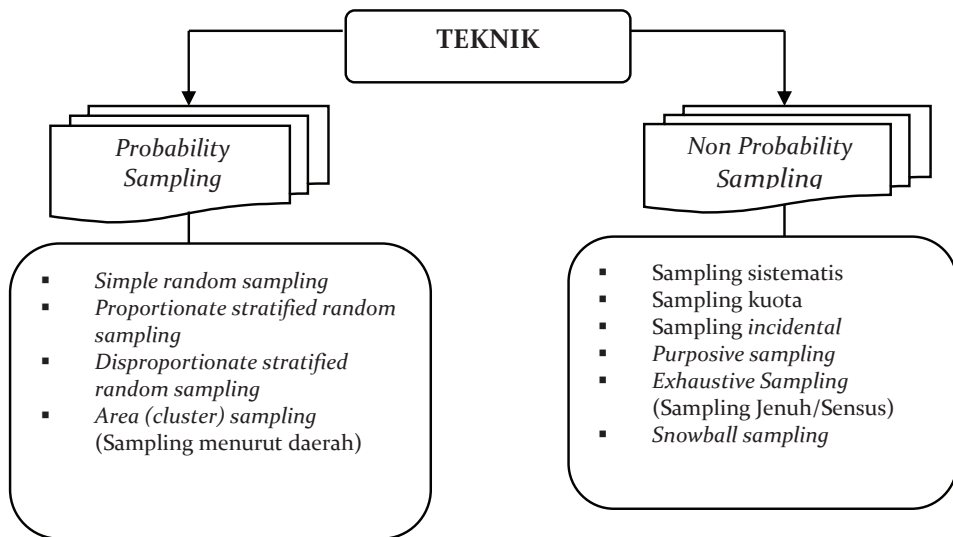 TEKNIK
Probability
Sampling
Non Probability
Sampling
▪ Simple random sampling
▪ Proportionate stratified random
sampling
▪ Disproportionate stratified
random sampling
▪ Area (cluster) sampling
(Sampling menurut daerah)
▪ Sampling sistematis
▪ Sampling kuota
▪ Sampling incidental
▪ Purposive sampling
▪ Exhaustive Sampling
(Sampling Jenuh/Sensus)
▪ Snowball sampling